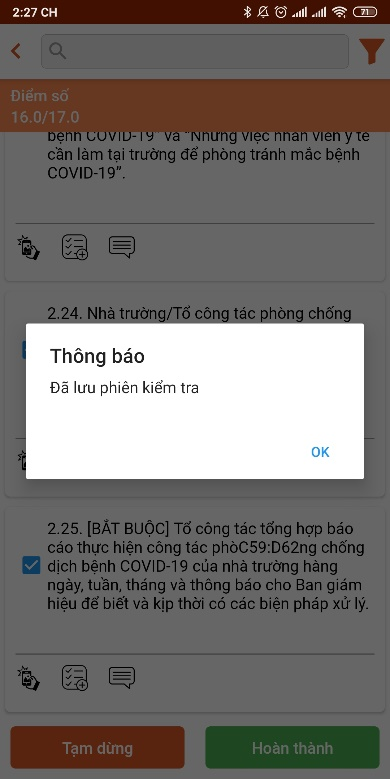 2:27 CH
71
Điểm số
16.0/17.0
bệnh COVID-19" và "Những việc nhân viên y tế
cần làm tại trường để phòng tránh mắc bệnh
COVID-19".
2.24. Nhà trường/Tổ công tác phòng chống
Thông báo
Đã lưu phiên kiểm tra
OK
2.25. [BẮT BUỘC] Tổ công tác tổng hợp báo
cáo thực hiện công tác phòC59:D62ng chống
dịch bệnh COVID-19 của nhà trường hàng
ngày, tuần, tháng và thông báo cho Ban giám
hiệu để biết và kịp thời có các biện pháp xử lý.
Tạm dừng
Hoàn thành